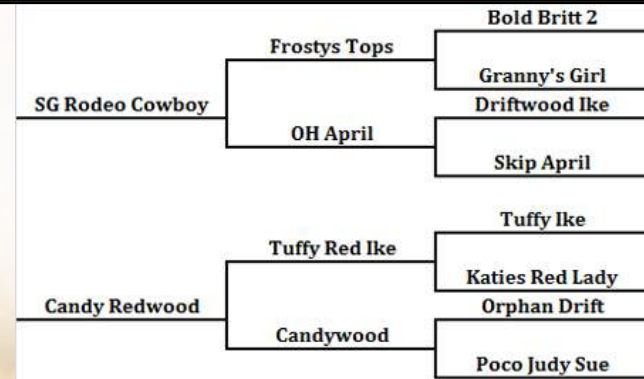 Bold Britt 2
Frostys Tops
Granny's Girl
SG Rodeo Cowboy
Driftwood Ike
OH April
Skip April
Tuffy Ike
Tuffy Red Ike
Katies Red Lady
Candy Redwood
Orphan Drift
Candywood
Poco Judy Sue